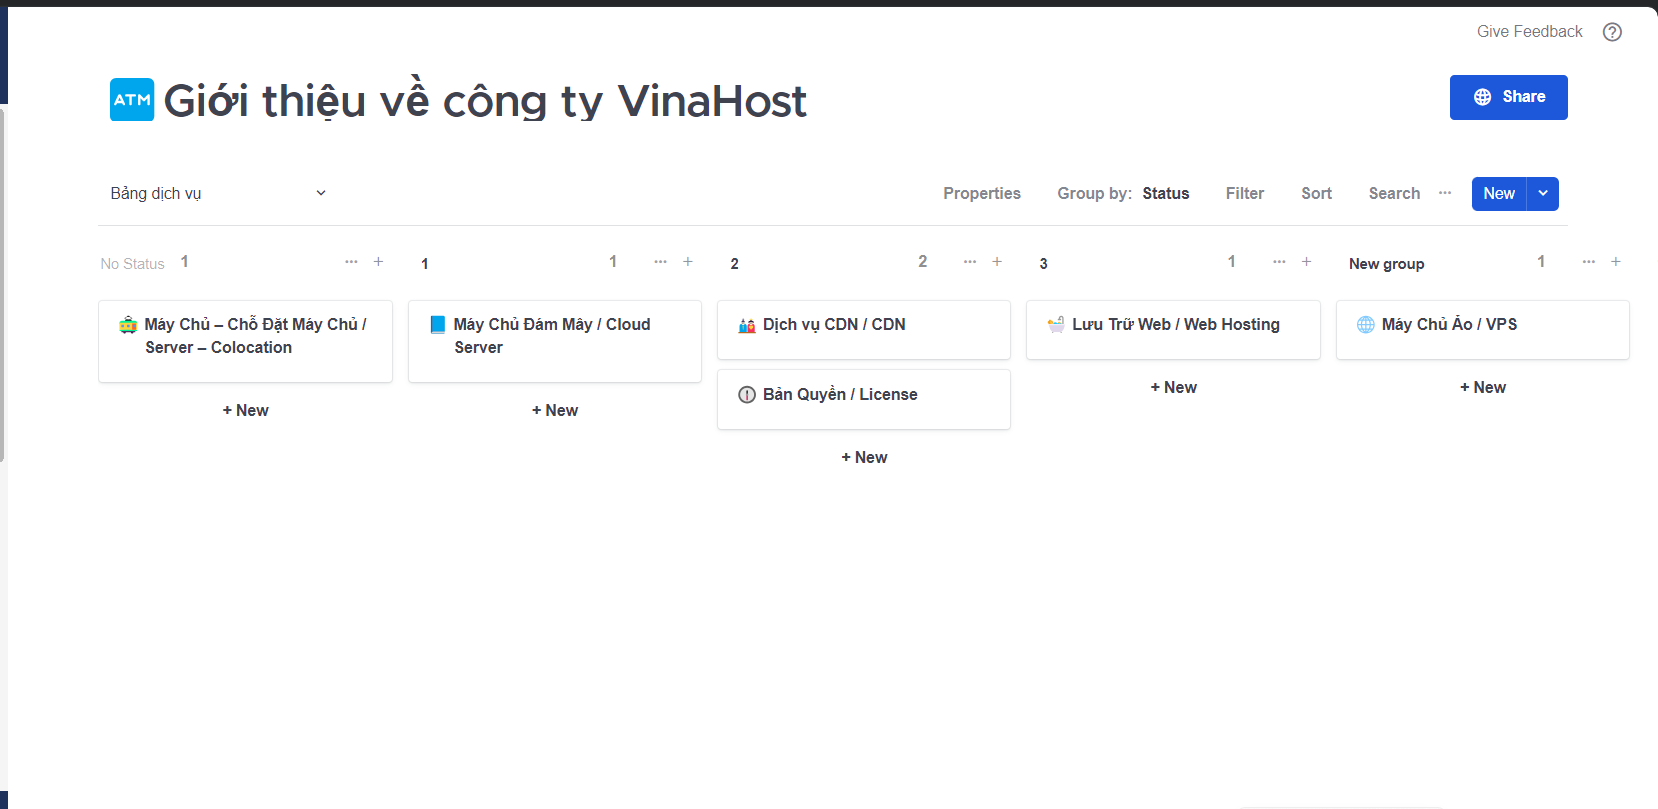 Give Feedback
ATM Giới thiệu về công ty VinaHost
Share
Bảng dịch vụ
Properties
Group by: Status
Filter
Sort
Search
New
No Status 1
1 1
2 2
3 1
New group 1
Máy Chủ – Chỗ Đặt Máy Chủ /
Server – Colocation
+ New
Máy Chủ Đám Mây / Cloud
Server
+ New
Dịch vụ CDN / CDN
Bản Quyền / License
+ New
Lưu Trữ Web / Web Hosting
+ New
Máy Chủ Ảo / VPS
+ New